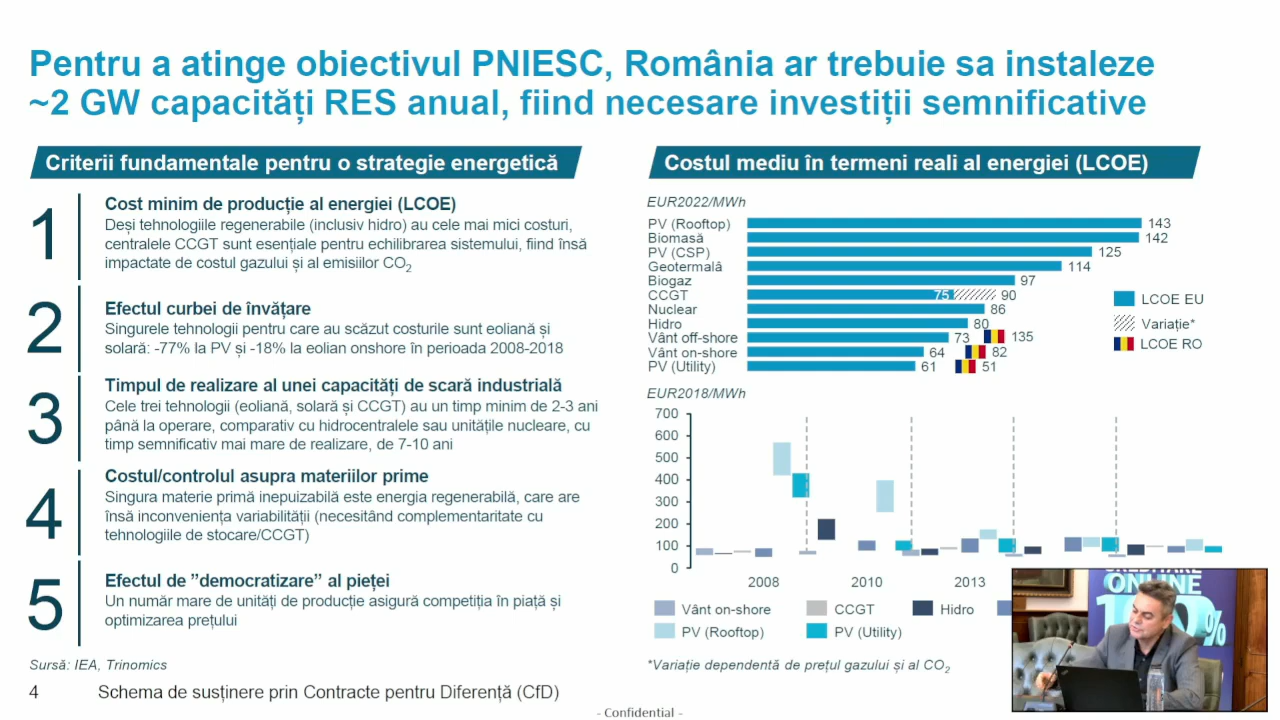 Pentru a atinge obiectivul PNIESC, România ar trebuie sa instaleze
~2 GW capacități RES anual, fiind necesare investiții semnificative
Criterii fundamentale pentru o strategie energetică
1
Cost minim de producție al energiei (LCOE)
Deși tehnologiile regenerabile (inclusiv hidro) au cele mai mici costuri,
centralele CCGT sunt esențiale pentru echilibrarea sistemului, fiind însă
impactate de costul gazului și al emisiilor CO2
2
Efectul curbei de învățare
Singurele tehnologii pentru care au scăzut costurile sunt eoliană și
solară: -77% la PV și -18% la eolian onshore în perioada 2008-2018
3
Timpul de realizare al unei capacități de scară industrială
Cele trei tehnologii (eoliană, solară și CCGT) au un timp minim de 2-3 ani
până la operare, comparativ cu hidrocentralele sau unitățile nucleare, cu
timp semnificativ mai mare de realizare, de 7-10 ani
4
Costul/controlul asupra materiilor prime
Singura materie primă inepuizabilă este energia regenerabilă, care are
însă inconveniența variabilității (necesitând complementaritate cu
tehnologiile de stocare/CCGT)
5
Efectul de ”democratizare” al pieței
Un număr mare de unități de producție asigură competiția în piață și
optimizarea prețului
Sursă: IEA, Trinomics
Costul mediu în termeni reali al energiei (LCOE)
EUR2022/MWh
PV (Rooftop) 143
Biomasă 142
PV (CSP) 125
Geotermală 114
Biogaz 97
CCGT 75 90
Nuclear 86
Hidro 80
Vânt off-shore 73 135
Vânt on-shore 64 82
PV (Utility) 61 51
LCOE EU
Variație*
LCOE RO
EUR2018/MWh
700
600
500
400
300
200
100
0
2008 2010 2013
Vânt on-shore CCGT Hidro
PV (Rooftop) PV (Utility)
*Variație dependentă de prețul gazului și al CO2
CREDITARE
ONLINE
%
4 Schema de susținere prin Contracte pentru Diferență (CfD)
- Confidential -